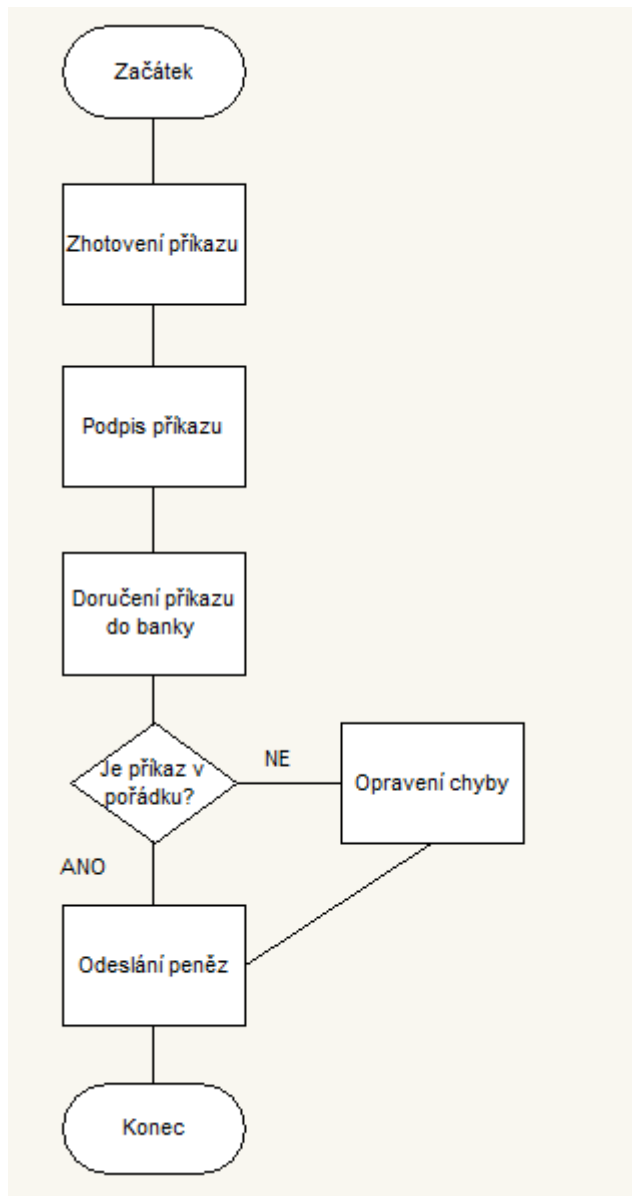 Začátek
Zhotovení příkazu
Podpis příkazu
Doručení příkazu
do banky
Je příkaz v
pořádku?
NE
Opravení chyby
ANO
Odeslání peněz
Konec